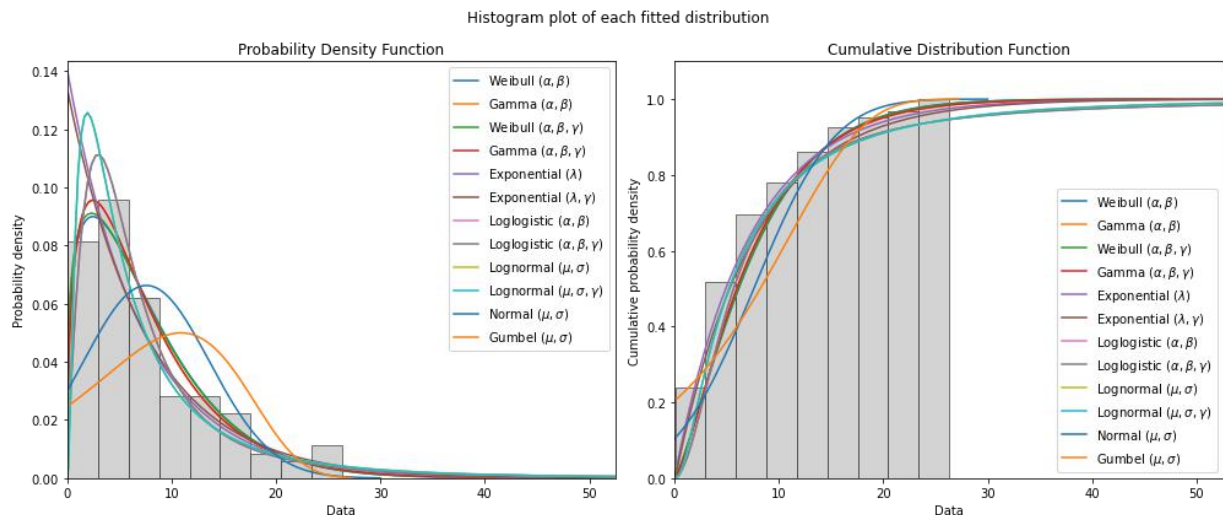 Histogram plot of each fitted distribution
Probability Density Function
0.14
0.12
0.10
0.08
0.06
0.04
0.02
0.00
Probability density
0
10
20
30
40
50
Data
Weibull (α, β)
Gamma (α, β)
Weibull (α, β, γ)
Gamma (α, β, γ)
Exponential (λ)
Exponential (λ, γ)
Loglogistic (α, β)
Loglogistic (α, β, γ)
Lognormal (μ, σ)
Lognormal (μ, σ, γ)
Normal (μ, σ)
Gumbel (μ, σ)
Cumulative Distribution Function
1.0
0.8
0.6
0.4
0.2
0.0
Cumulative probability density
0
10
20
30
40
50
Data
Weibull (α, β)
Gamma (α, β)
Weibull (α, β, γ)
Gamma (α, β, γ)
Exponential (λ)
Exponential (λ, γ)
Loglogistic (α, β)
Loglogistic (α, β, γ)
Lognormal (μ, σ)
Lognormal (μ, σ, γ)
Normal (μ, σ)
Gumbel (μ, σ)